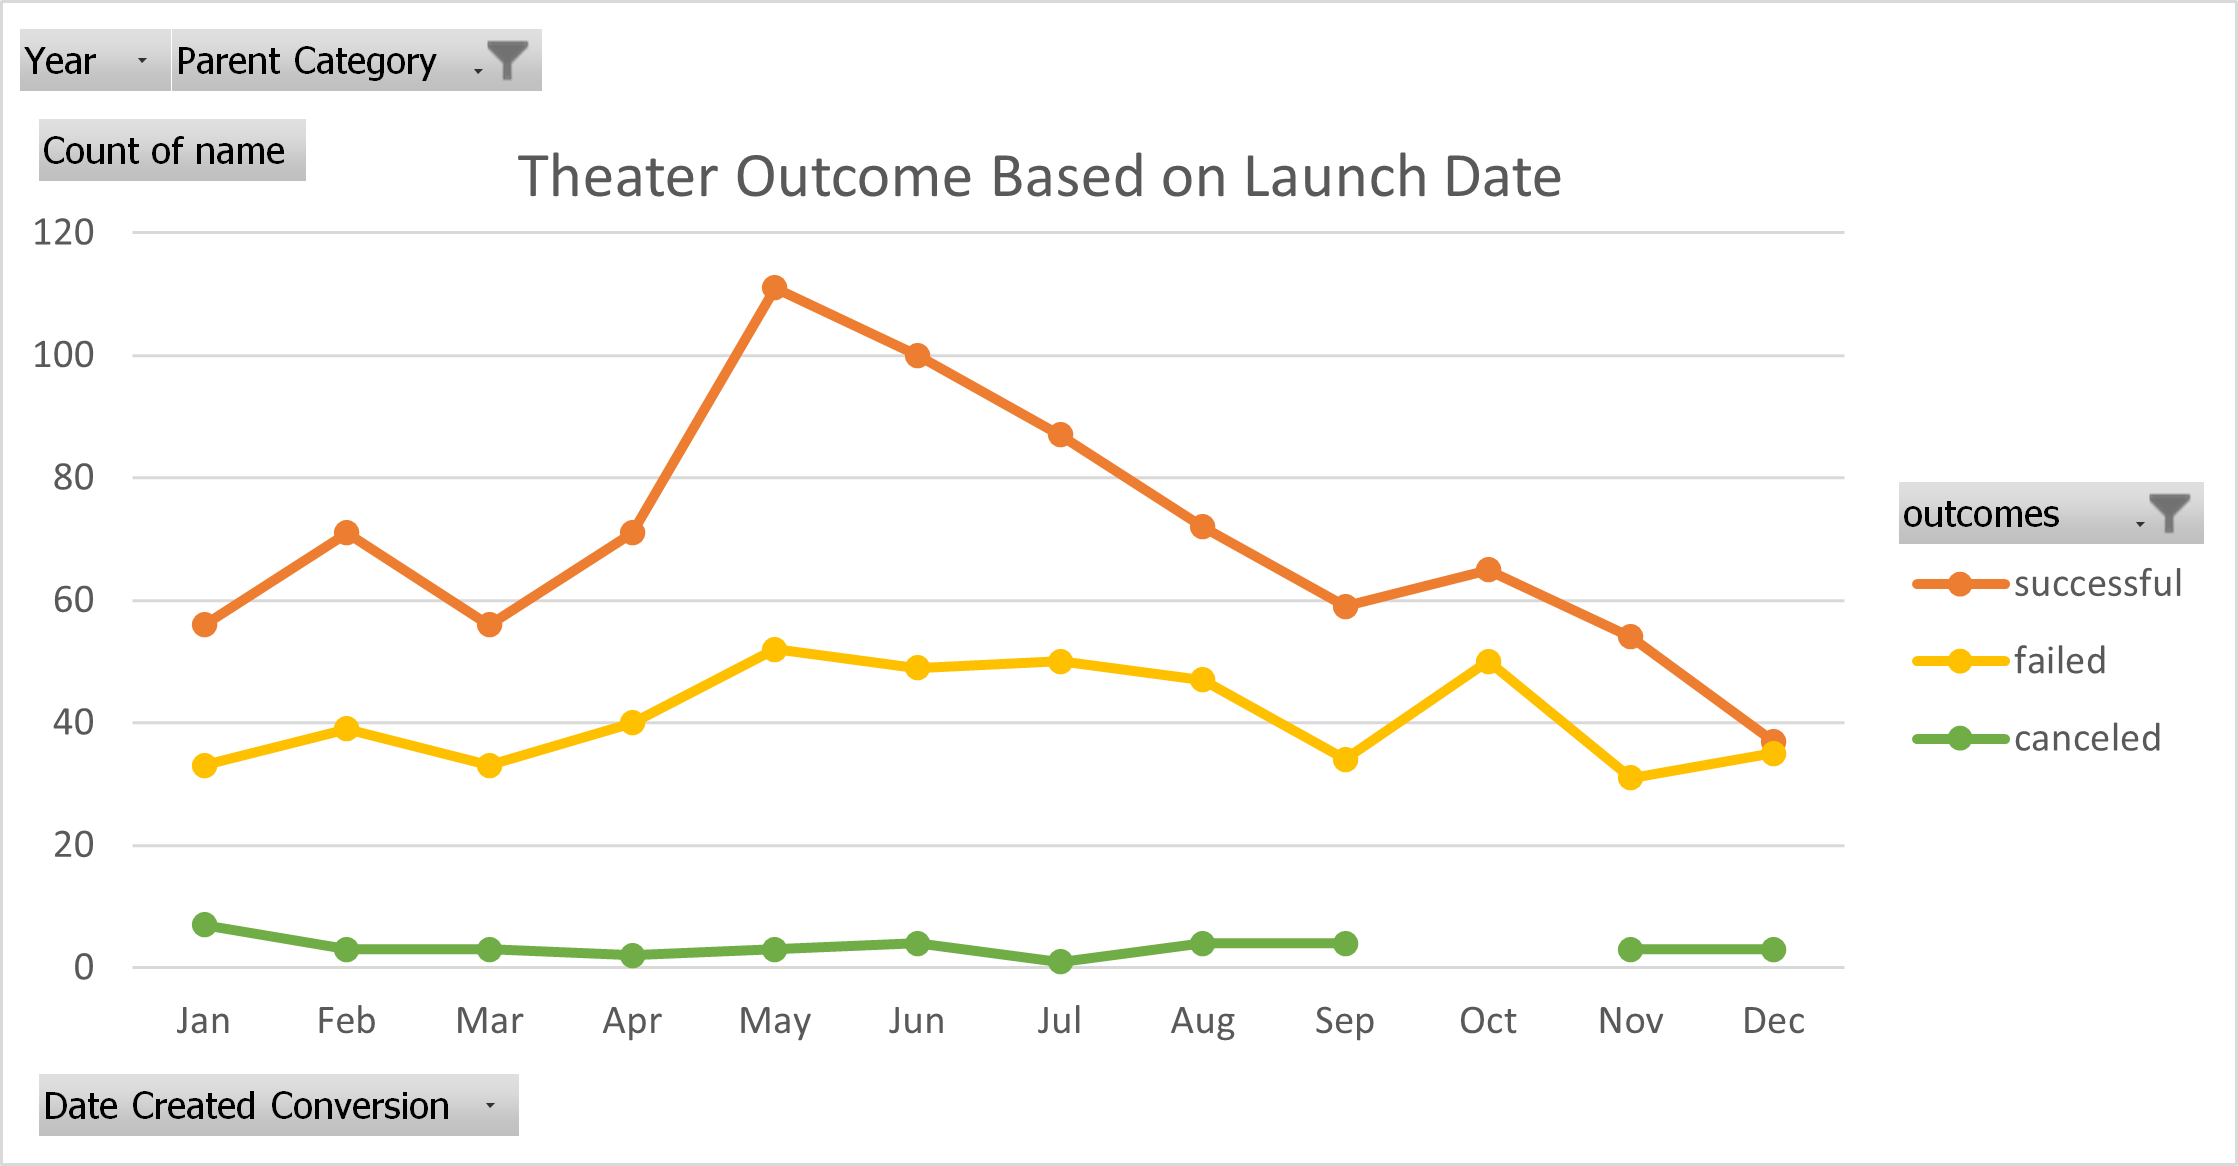 Year Parent Category
Count of name
Theater Outcome Based on Launch Date
120
100
80
60
40
20
0
Jan Feb Mar Apr May Jun Jul Aug Sep Oct Nov Dec
outcomes
successful
failed
canceled
Date Created Conversion